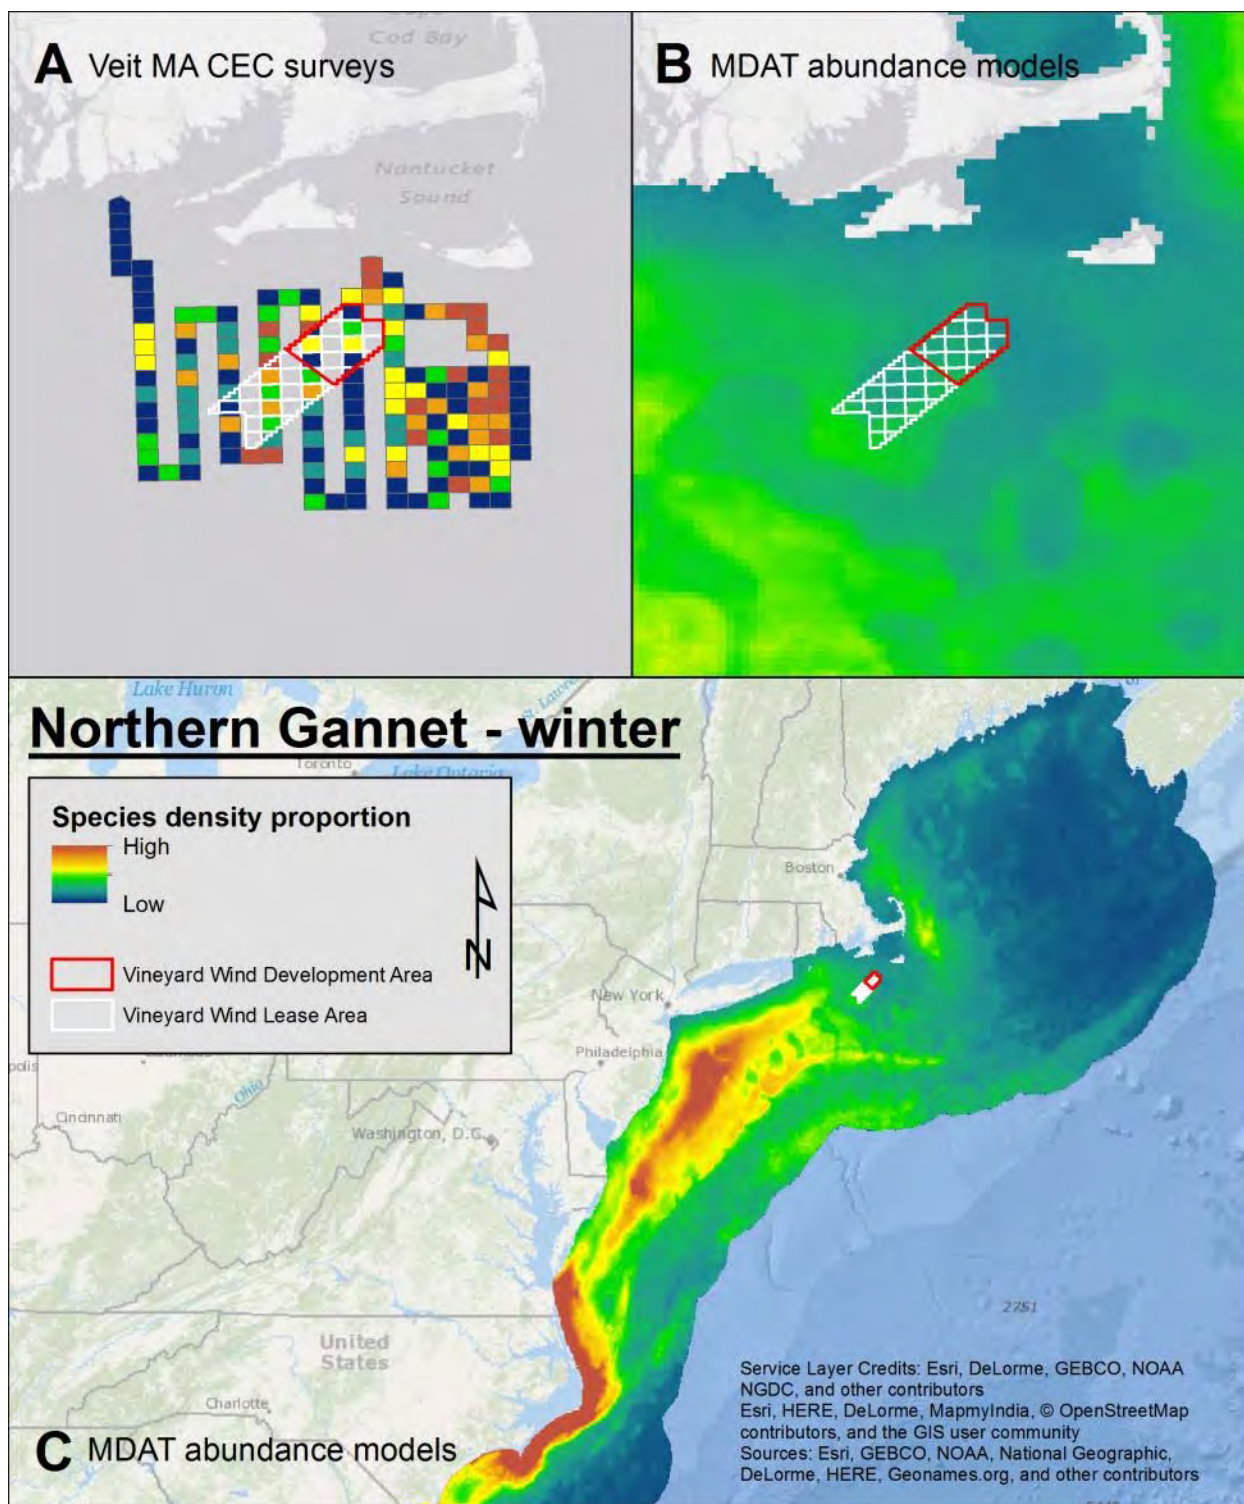 Cape
Cod Bay
A Veit MA CEC surveys
B MDAT abundance models
Nantucket
Sound
Lake Huron
St. Lawre
Northern Gannet - winter
Toronto
Lake Ontario
Species density proportion
High
Low
N
Vineyard Wind Development Area
Vineyard Wind Lease Area
Boston
New York
Philadelphia
polis
Ohio
Cincinnati
Washington, D.C.
United
States
2751
Charlotte
Service Layer Credits: Esri, DeLorme, GEBCO, NOAA
NGDC, and other contributors
Esri, HERE, DeLorme, MapmyIndia, © OpenStreetMap
contributors, and the GIS user community
Sources: Esri, GEBCO, NOAA, National Geographic,
DeLorme, HERE, Geonames.org, and other contributors
C MDAT abundance models